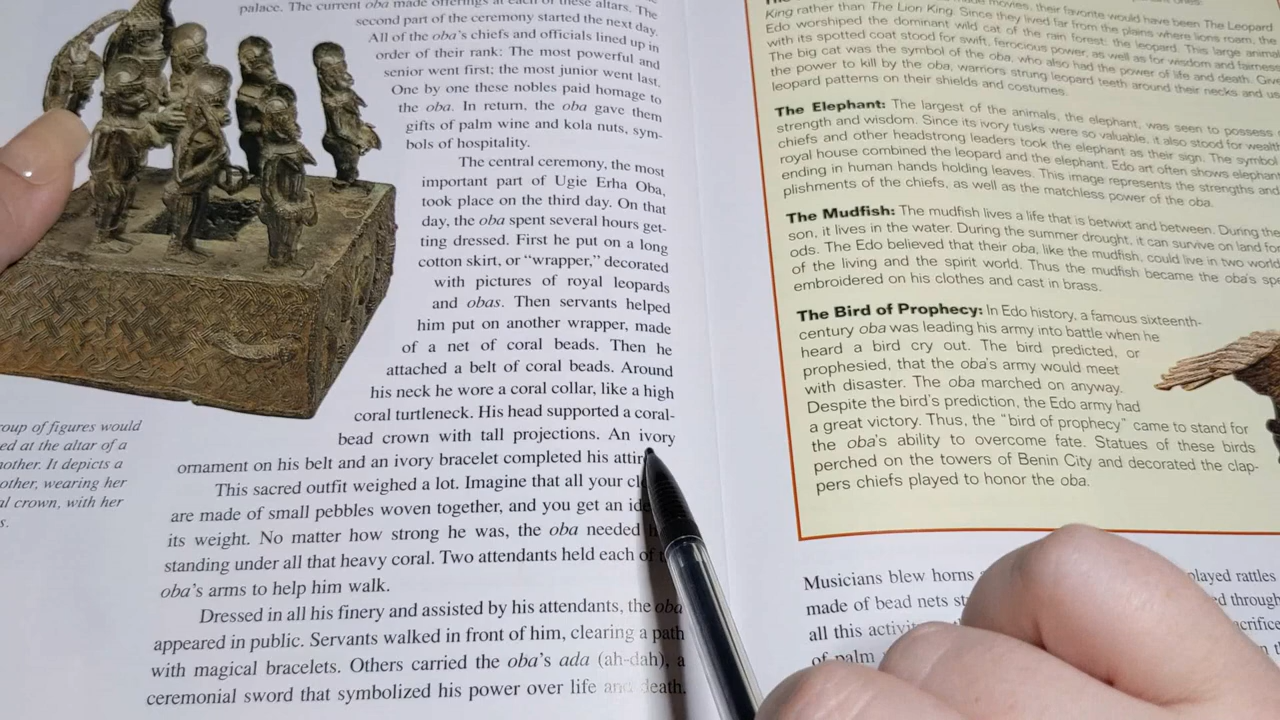 palace. The current oba made offerings at each of these altars. The
second part of the ceremony started the next day.
All of the oba's chiefs and officials lined up in
order of their rank: The most powerful and
senior went first; the most junior went last.
One by one these nobles paid homage to
the oba. In return, the oba gave them
gifts of palm wine and kola nuts, sym-
bols of hospitality.
The central ceremony, the most
important part of Ugie Erha Oba,
took place on the third day. On that
day, the oba spent several hours get-
ting dressed. First he put on a long
cotton skirt, or “wrapper,” decorated
with pictures of royal leopards
and obas. Then servants helped
him put on another wrapper, made
of a net of coral beads. Then he
attached a belt of coral beads. Around
his neck he wore a coral collar, like a high
coral turtleneck. His head supported a coral-
bead crown with tall projections. An ivory
ornament on his belt and an ivory bracelet completed his
This sacred outfit weighed a lot. Imagine that all your
are made of small pebbles woven together, and you get an
its weight. No matter how strong he was, the oba needed
standing under all that heavy coral. Two attendants held each of
oba's arms to help him walk.
Dressed in all his finery and assisted by his attendants, the oba
appeared in public. Servants walked in front of him, clearing a path
with magical bracelets. Others carried the oba's ada (ah-dah), a
ceremonial sword that symbolized his power over life and death.
oup of figures would
ed at the altar of a
other. It depicts a
other, wearing her
al crown, with her
s.
made movies, their favorite would have been The Leopard
King rather than The Lion King. Since they lived far from the plains where lions roam, the
Edo worshiped the dominant wild cat of the rain forest: the leopard. This large animal
with its spotted coat stood for swift, ferocious power, as well as for wisdom and fairness.
The big cat was the symbol of the oba, who also had the power of life and death. Give
the power to kill by the oba, warriors strung leopard teeth around their necks and us
leopard patterns on their shields and costumes.
The Elephant: The largest of the animals, the elephant, was seen to possess
strength and wisdom. Since its ivory tusks were so valuable, it also stood for wealth
chiefs and other headstrong leaders took the elephant as their sign. The symbol
royal house combined the leopard and the elephant. Edo art often shows elephant
ending in human hands holding leaves. This image represents the strengths and
plishments of the chiefs, as well as the matchless power of the oba.
The Mudfish: The mudfish lives a life that is betwixt and between. During the
son, it lives in the water. During the summer drought, it can survive on land fo
ods. The Edo believed that their oba, like the mudfish, could live in two world
of the living and the spirit world. Thus the mudfish became the oba's sp
embroidered on his clothes and cast in brass.
The Bird of Prophecy: In Edo history, a famous sixteenth-
century oba was leading his army into battle when he
heard a bird cry out. The bird predicted, or
prophesied, that the oba's army would meet
with disaster. The oba marched on anyway.
Despite the bird's prediction, the Edo army had
a great victory. Thus, the “bird of prophecy” came to stand for
the oba's ability to overcome fate. Statues of these birds
perched on the towers of Benin City and decorated the clap-
pers chiefs played to honor the oba.
Musicians blew horns played rattles
made of bead nets through
all this
of palm